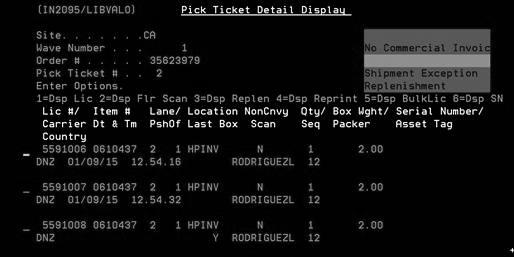 (IN2095/LIBVALO) Pick Ticket Detail Display
Site. . . . . . .CA
Wave Number . . . 1 No Commercial Invoic
Order # . . . . . 35623979
Pick Ticket # . . 2 Shipment Exception
Enter Options. Replenishment
1=Dsp Lic 2=Dsp Flr Scan 3=Dsp Replen 4=Dsp Reprint 5=Dsp BulkLic 6=Dsp SN
Lic #/ Item # Lane/ Location NonCnvy Qty/ Box Wght/ Serial Number/
Carrier Dt & Tm PshOf Last Box Scan Seq Packer Asset Tag
Country
_ 5591006 0610437 2 1 HPINV N 1 2.00
DNZ 01/09/15 12.54.16 RODRIGUEZL 12
_ 5591007 0610437 2 1 HPINV N 1 2.00
DNZ 01/09/15 12.54.32 RODRIGUEZL 12
_ 5591008 0610437 2 1 HPINV N 1 2.00
DNZ Y RODRIGUEZL 12
+